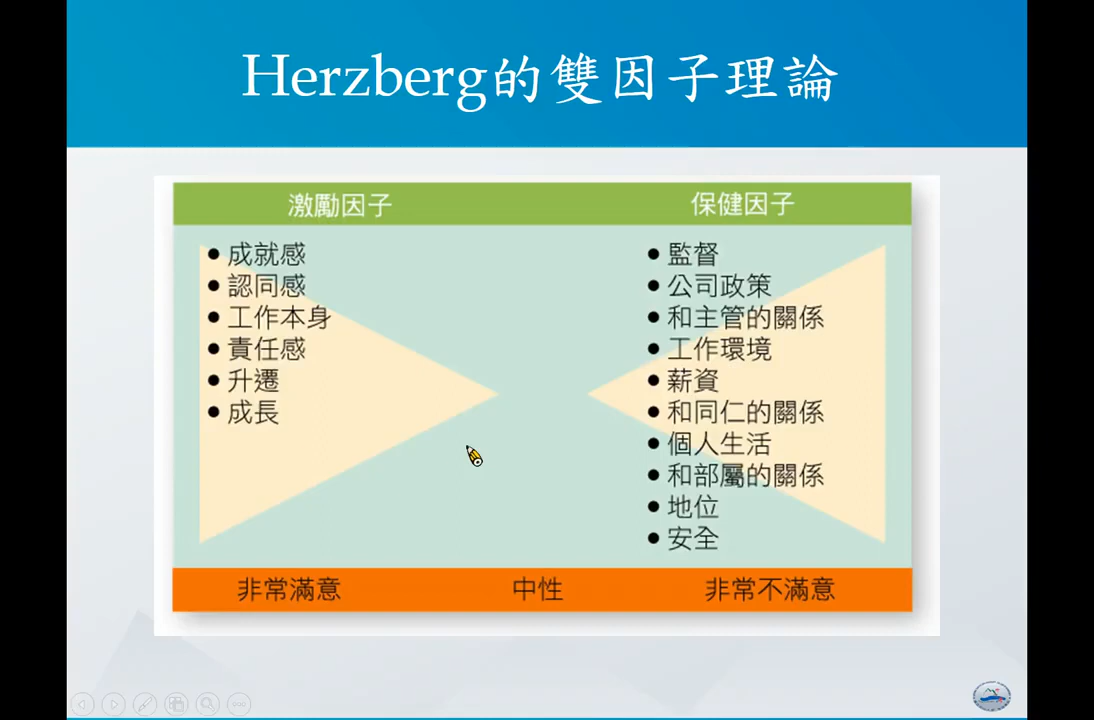 Herzberg的雙因子理論
激勵因子
保健因子
● 成就感
● 認同感
● 工作本身
● 責任感
● 升遷
● 成長
● 監督
● 公司政策
● 和主管的關係
● 工作環境
● 薪資
● 和同仁的關係
● 個人生活
● 和部屬的關係
● 地位
● 安全
非常滿意
中性
非常不滿意